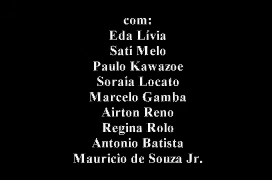 com:
Eda Lívia
Sati Melo
Paulo Kawazoe
Soraía Locato
Marcelo Gamba
Airton Reno
Regina Rolo
Antonio Batista
Mauricio de Souza Jr.